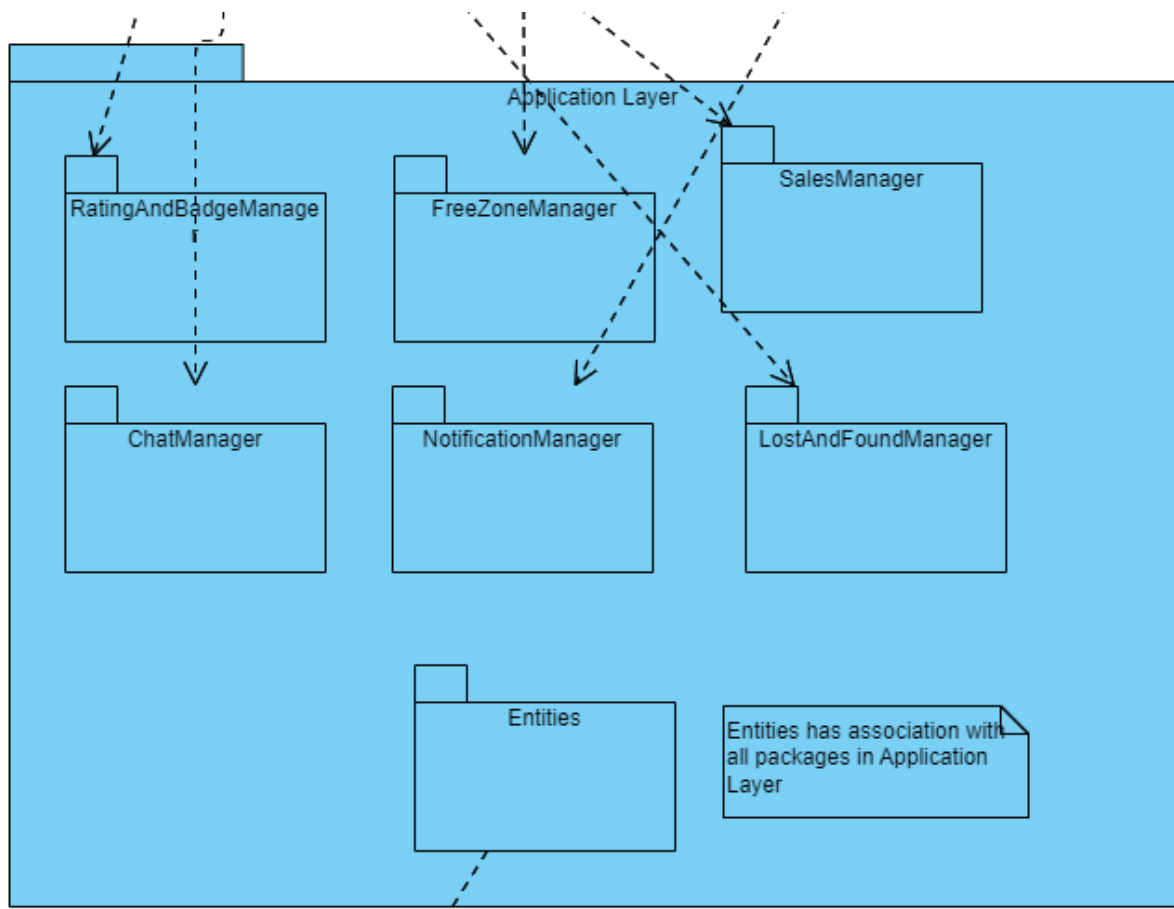 Application Layer
SalesManager
RatingAndBadgeManage
r
FreeZoneManager
ChatManager
NotificationManager
LostAndFoundManager
Entities
Entities has association with
all packages in Application
Layer